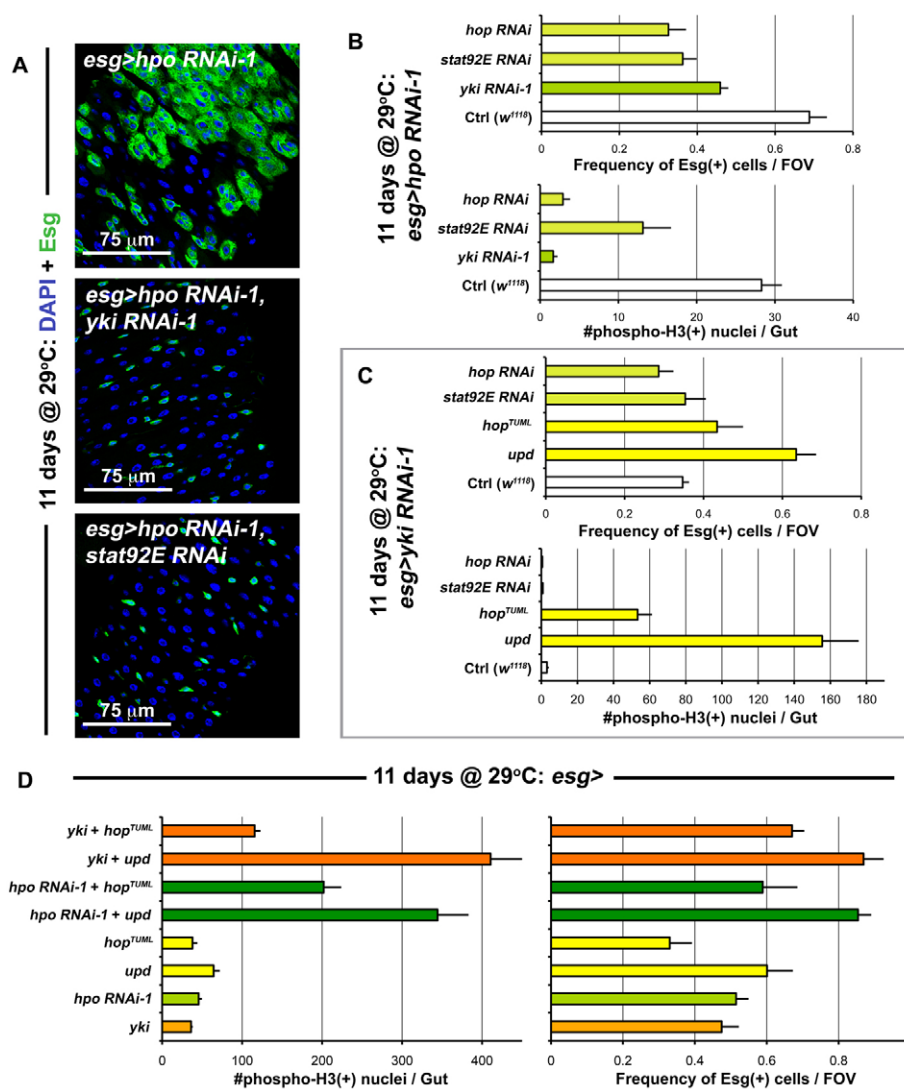 A
11 days @ 29°C: DAPI + Esg
esg>hpo RNAi-1
75 μm
esg>hpo RNAi-1,
yki RNAi-1
75 μm
esg>hpo RNAi-1,
stat92E RNAi
75 μm
B
11 days @ 29°C:
esg>hpo RNAi-1
hop RNAi
stat92E RNAi
yki RNAi-1
Ctrl (w¹¹¹⁸)
0 0.2 0.4 0.6 0.8
Frequency of Esg(+) cells / FOV
hop RNAi
stat92E RNAi
yki RNAi-1
Ctrl (w¹¹¹⁸)
0 10 20 30 40
#phospho-H3(+) nuclei / Gut
C
11 days @ 29°C:
esg>yki RNAi-1
hop RNAi
stat92E RNAi
hopᵀᵁᴹᴸ
upd
Ctrl (w¹¹¹⁸)
0 0.2 0.4 0.6 0.8
Frequency of Esg(+) cells / FOV
hop RNAi
stat92E RNAi
hopᵀᵁᴹᴸ
upd
Ctrl (w¹¹¹⁸)
0 20 40 60 80 100 120 140 160 180
#phospho-H3(+) nuclei / Gut
D
11 days @ 29°C: esg>
yki + hopᵀᵁᴹᴸ
yki + upd
hpo RNAi-1 + hopᵀᵁᴹᴸ
hpo RNAi-1 + upd
hopᵀᵁᴹᴸ
upd
hpo RNAi-1
yki
0 100 200 300 400
#phospho-H3(+) nuclei / Gut
0 0.2 0.4 0.6 0.8
Frequency of Esg(+) cells / FOV